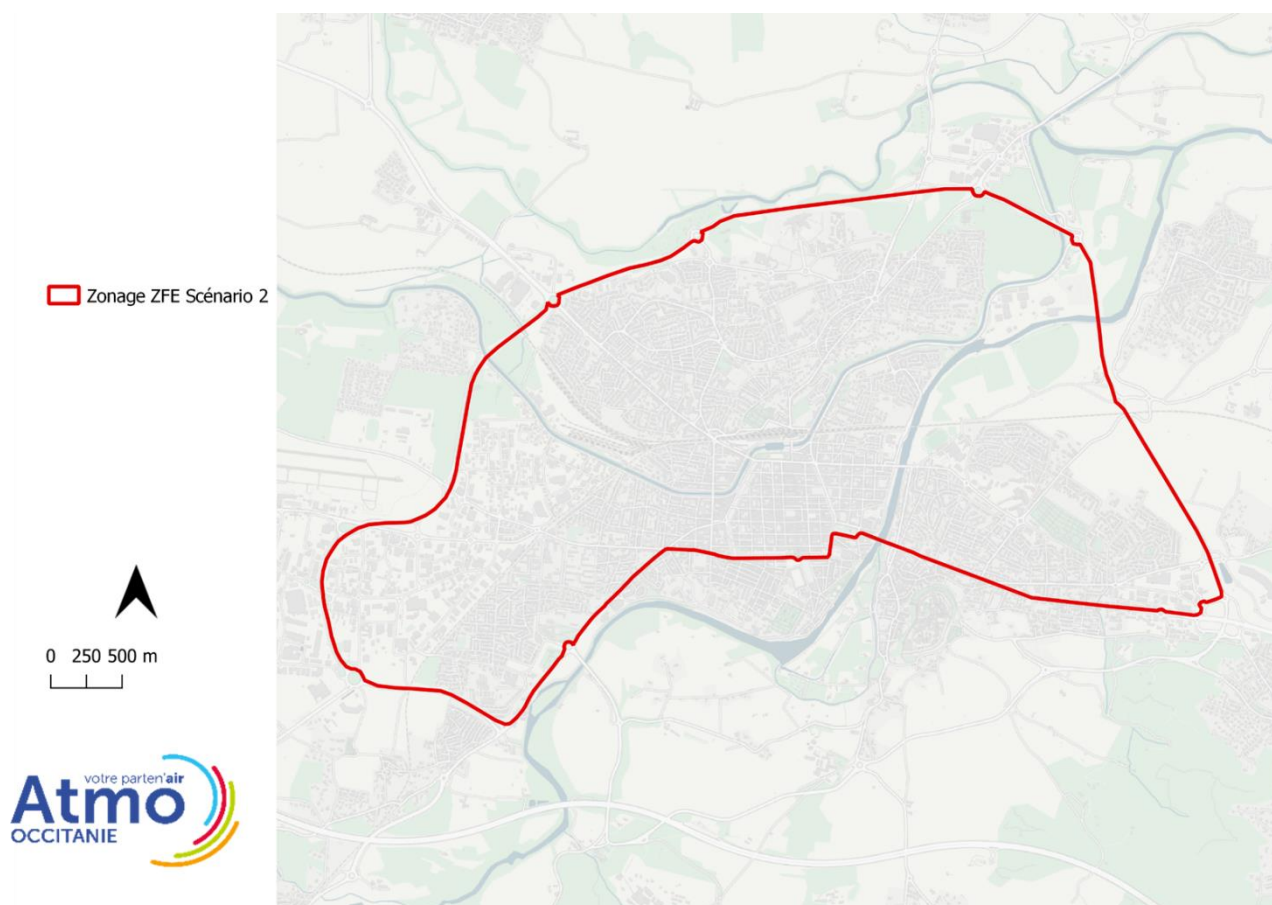 Zonage ZFE Scénario 2
0 250 500 m
votre parten'air
Atmo
OCCITANIE